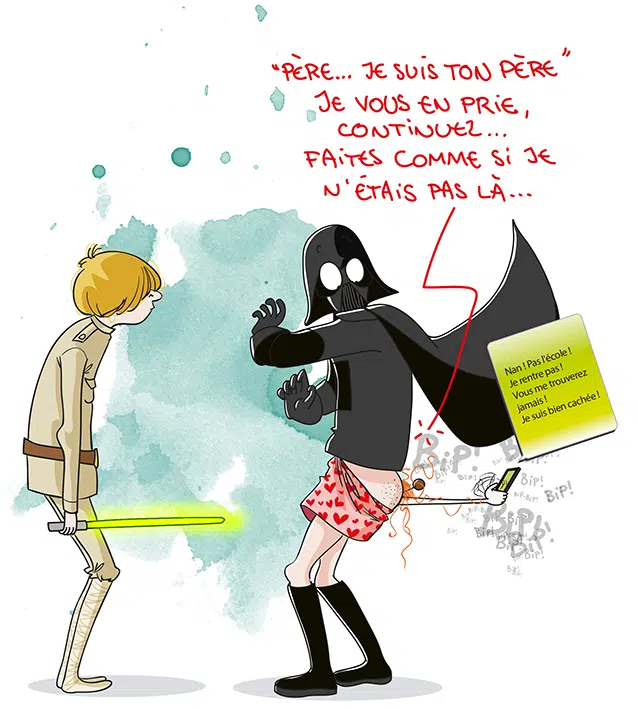 "PÈRE... JE SUIS TON PÈRE"
JE VOUS EN PRIE,
CONTINUEZ...
FAITES COMME SI JE
N'ÉTAIS PAS LÀ...
Nan ! Pas l'école !
Je rentre pas !
Vous me trouverez
jamais !
Je suis bien cachée !
BiP!
BiP!
BiP!
BiP!
BiP!
BiP!